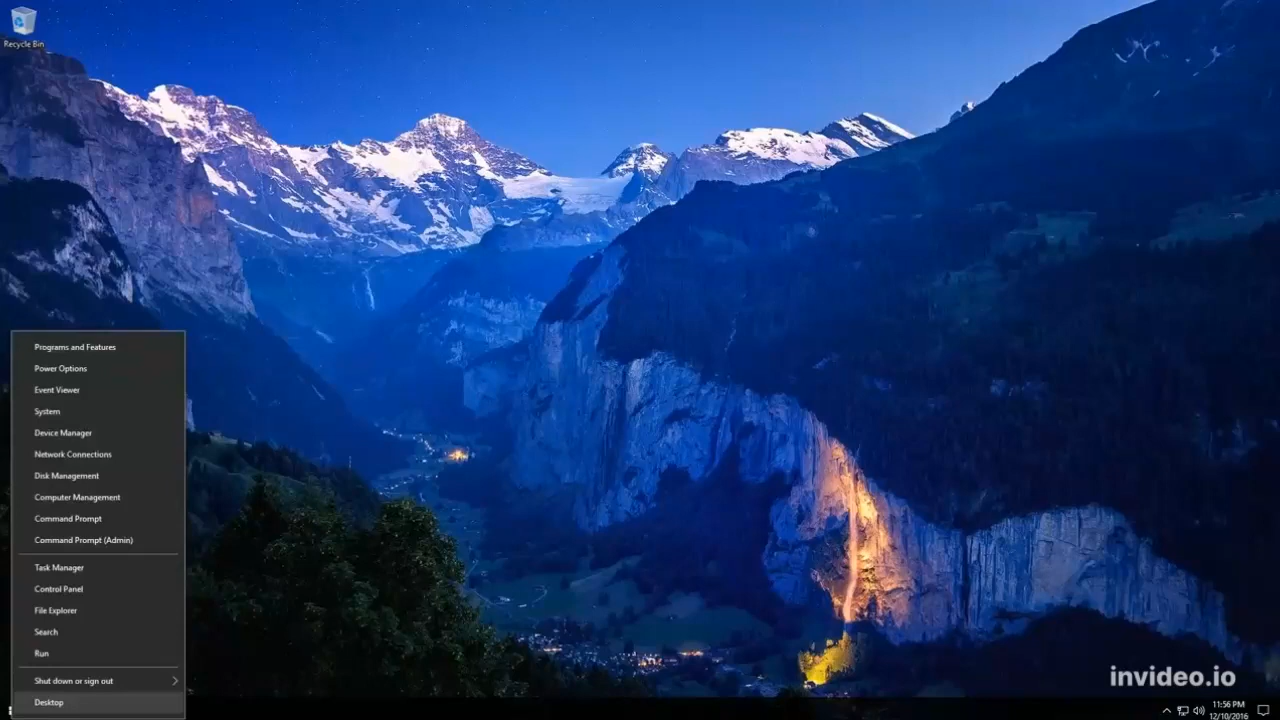 Recycle Bin
Programs and Features
Power Options
Event Viewer
System
Device Manager
Network Connections
Disk Management
Computer Management
Command Prompt
Command Prompt (Admin)
Task Manager
Control Panel
File Explorer
Search
Run
Shut down or sign out
Desktop
invideo.io
11:56 PM
12/10/2016